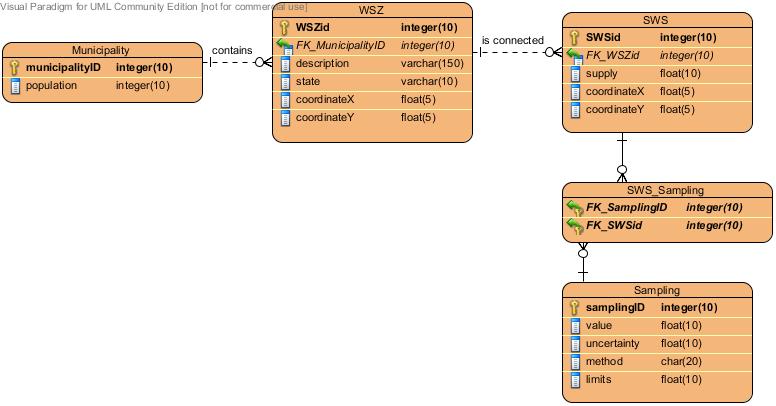 Visual Paradigm for UML Community Edition [not for commercial use]
Municipality
municipalityID integer(10)
population integer(10)
contains
WSZ
WSZid integer(10)
FK_MunicipalityID integer(10)
description varchar(150)
state varchar(10)
coordinateX float(5)
coordinateY float(5)
is connected
SWS
SWSid integer(10)
FK_WSZid integer(10)
supply float(10)
coordinateX float(5)
coordinateY float(5)
SWS_Sampling
FK_SamplingID integer(10)
FK_SWSid integer(10)
Sampling
samplingID integer(10)
value float(10)
uncertainty float(10)
method char(20)
limits float(10)